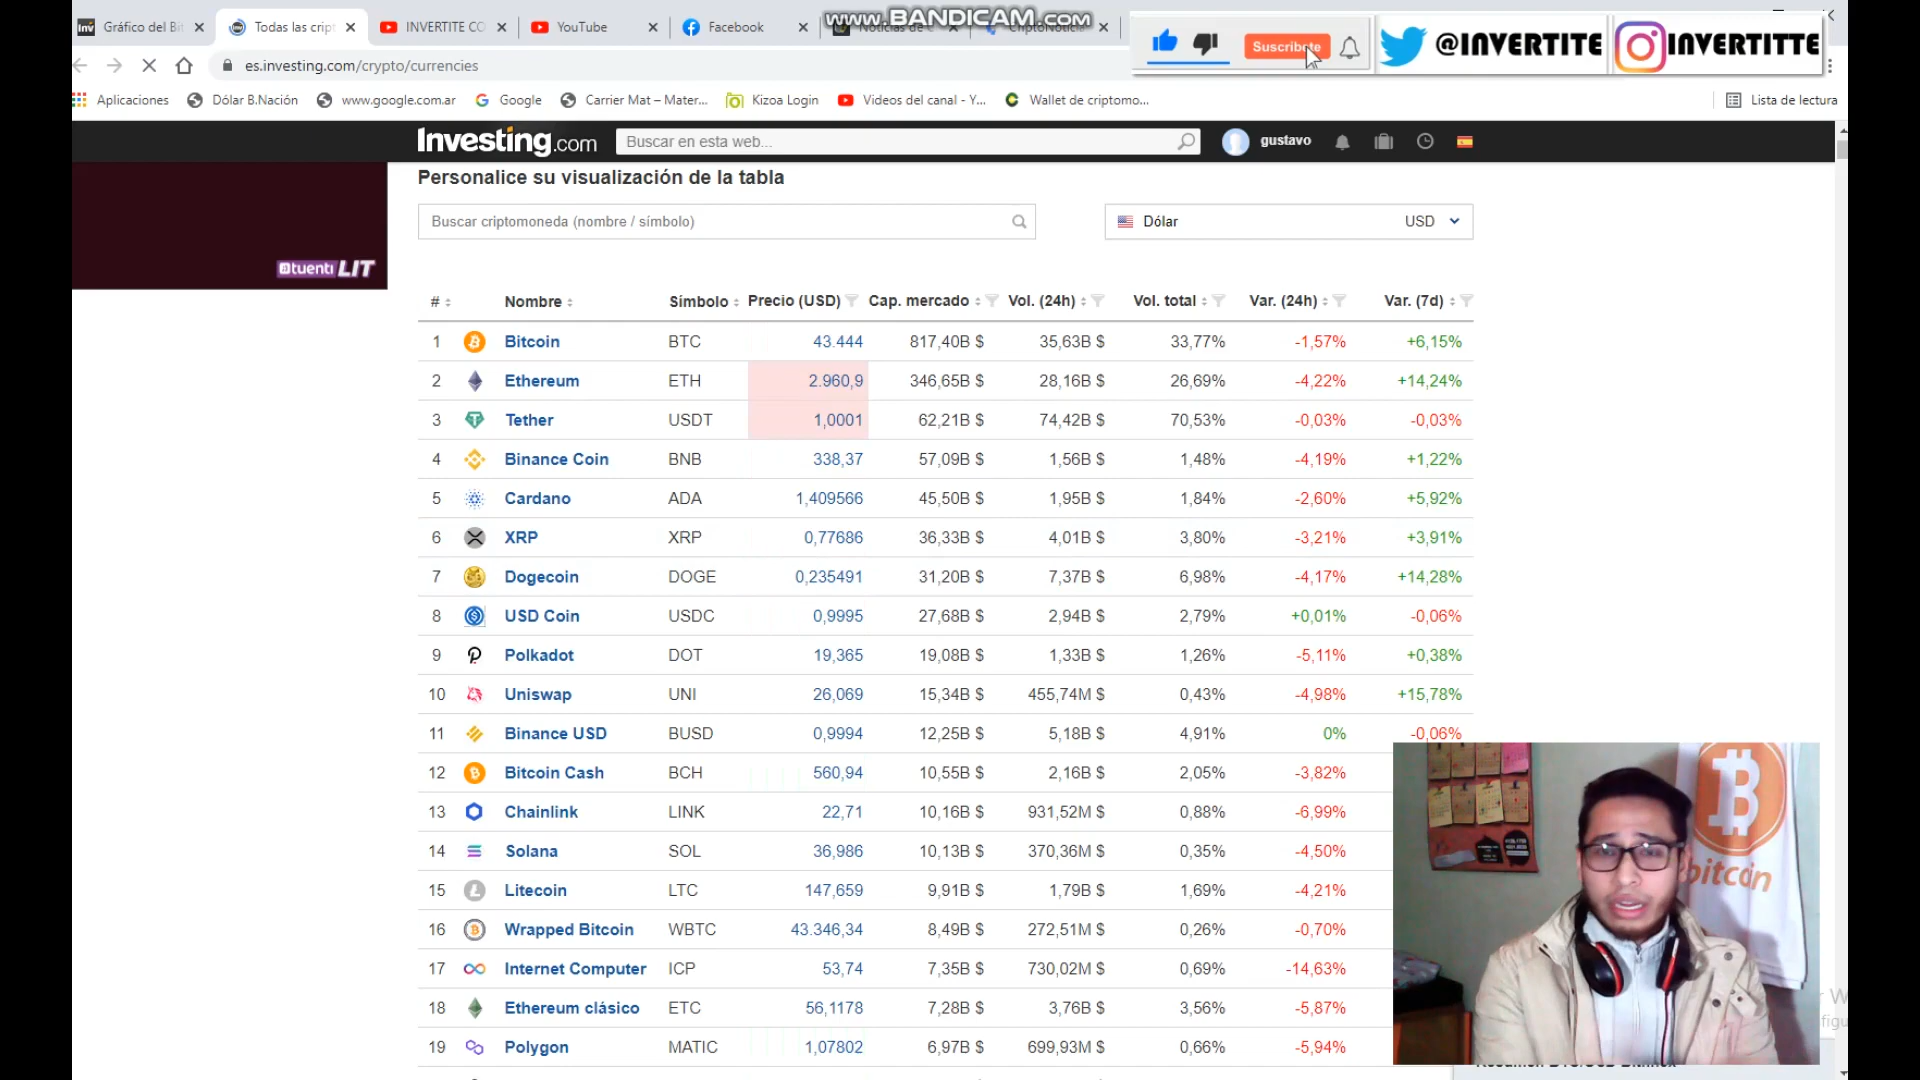 www.BANDICAM.com
Gráfico del Bi
Todas las crip
INVERTITE CO
YouTube
Facebook
Noticias de C
CriptoNotici
Suscribete
@INVERTITE
INVERTITTE
es.investing.com/crypto/currencies
Aplicaciones
Dólar B.Nación
www.google.com.ar
Google
Carrier Mat – Mater...
Kizoa Login
Videos del canal - Y...
Wallet de criptomo...
Lista de lectura
Investing.com
Buscar en esta web...
gustavo
tuenti LIT
Personalice su visualización de la tabla
Buscar criptomoneda (nombre / símbolo)
Dólar USD
# Nombre Símbolo Precio (USD) Cap. mercado Vol. (24h) Vol. total Var. (24h) Var. (7d)
1 Bitcoin BTC 43.444 817,40B $ 35,63B $ 33,77% -1,57% +6,15%
2 Ethereum ETH 2.960,9 346,65B $ 28,16B $ 26,69% -4,22% +14,24%
3 Tether USDT 1,0001 62,21B $ 74,42B $ 70,53% -0,03% -0,03%
4 Binance Coin BNB 338,37 57,09B $ 1,56B $ 1,48% -4,19% +1,22%
5 Cardano ADA 1,409566 45,50B $ 1,95B $ 1,84% -2,60% +5,92%
6 XRP XRP 0,77686 36,33B $ 4,01B $ 3,80% -3,21% +3,91%
7 Dogecoin DOGE 0,235491 31,20B $ 7,37B $ 6,98% -4,17% +14,28%
8 USD Coin USDC 0,9995 27,68B $ 2,94B $ 2,79% +0,01% -0,06%
9 Polkadot DOT 19,365 19,08B $ 1,33B $ 1,26% -5,11% +0,38%
10 Uniswap UNI 26,069 15,34B $ 455,74M $ 0,43% -4,98% +15,78%
11 Binance USD BUSD 0,9994 12,25B $ 5,18B $ 4,91% 0% -0,06%
12 Bitcoin Cash BCH 560,94 10,55B $ 2,16B $ 2,05% -3,82%
13 Chainlink LINK 22,71 10,16B $ 931,52M $ 0,88% -6,99%
14 Solana SOL 36,986 10,13B $ 370,36M $ 0,35% -4,50%
15 Litecoin LTC 147,659 9,91B $ 1,79B $ 1,69% -4,21%
16 Wrapped Bitcoin WBTC 43.346,34 8,49B $ 272,51M $ 0,26% -0,70%
17 Internet Computer ICP 53,74 7,35B $ 730,02M $ 0,69% -14,63%
18 Ethereum clásico ETC 56,1178 7,28B $ 3,76B $ 3,56% -5,87%
19 Polygon MATIC 1,07802 6,97B $ 699,93M $ 0,66% -5,94%
bitcoin